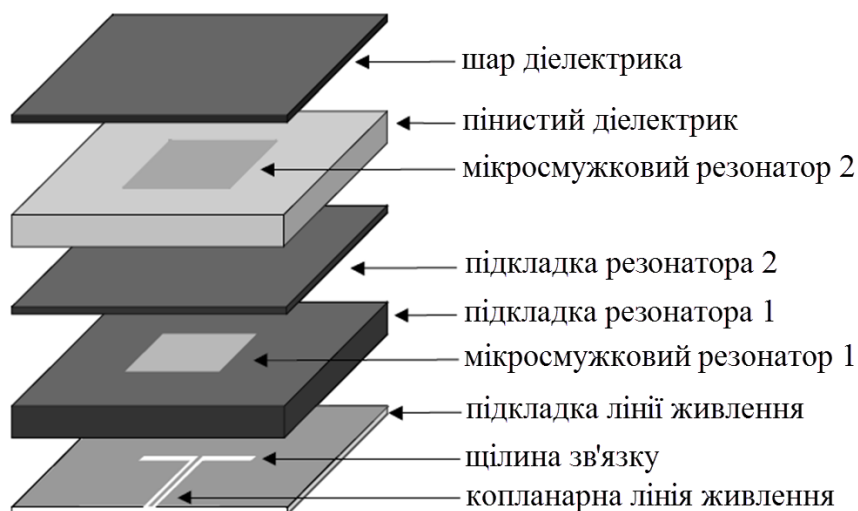 шар діелектрика
пінистий діелектрик
мікросмужковий резонатор 2
підкладка резонатора 2
підкладка резонатора 1
мікросмужковий резонатор 1
підкладка лінії живлення
щілина зв'язку
копланарна лінія живлення